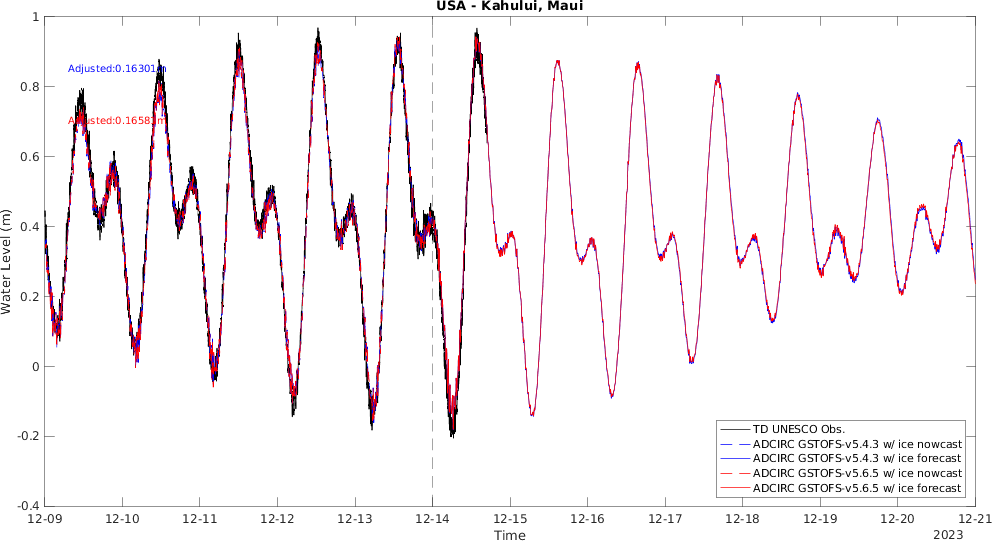 USA - Kahului, Maui
Water Level (m)
1
0.8
0.6
0.4
0.2
0
-0.2
-0.4
Adjusted:0.16301m
TD UNESCO Obs.
ADCIRC GSTOFS-v5.4.3 w/ ice nowcast
ADCIRC GSTOFS-v5.4.3 w/ ice forecast
ADCIRC GSTOFS-v5.6.5 w/ ice nowcast
ADCIRC GSTOFS-v5.6.5 w/ ice forecast
12-09 12-10 12-11 12-12 12-13 12-14 12-15 12-16 12-17 12-18 12-19 12-20 12-21
Time
2023